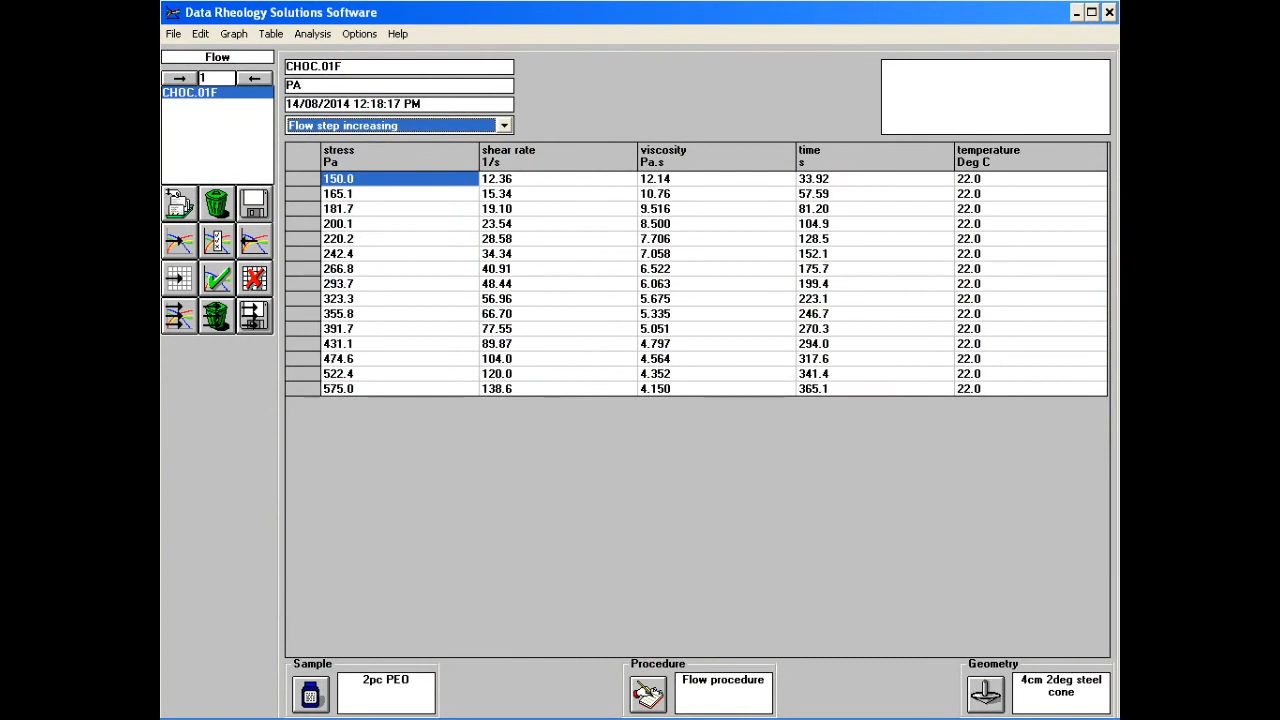 Data Rheology Solutions Software
File Edit Graph Table Analysis Options Help
Flow
1
CHOC.01F
CHOC.01F
PA
14/08/2014 12:18:17 PM
Flow step increasing
stress shear rate viscosity time temperature
Pa 1/s Pa.s s Deg C
150.0 12.36 12.14 33.92 22.0
165.1 15.34 10.76 57.59 22.0
181.7 19.10 9.516 81.20 22.0
200.1 23.54 8.500 104.9 22.0
220.2 28.58 7.706 128.5 22.0
242.4 34.34 7.058 152.1 22.0
266.8 40.91 6.522 175.7 22.0
293.7 48.44 6.063 199.4 22.0
323.3 56.96 5.675 223.1 22.0
355.8 66.70 5.335 246.7 22.0
391.7 77.55 5.051 270.3 22.0
431.1 89.87 4.797 294.0 22.0
474.6 104.0 4.564 317.6 22.0
522.4 120.0 4.352 341.4 22.0
575.0 138.6 4.150 365.1 22.0
Sample
2pc PEO
Procedure
Flow procedure
Geometry
4cm 2deg steel
cone